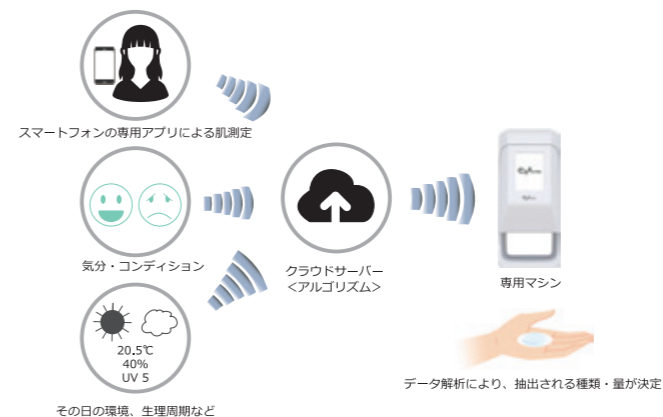 スマートフォンの専用アプリによる肌測定
気分・コンディション
20.5℃
40%
UV 5
その日の環境、生理周期など
クラウドサーバー
<アルゴリズム>
専用マシン
データ解析により、抽出される種類・量が決定